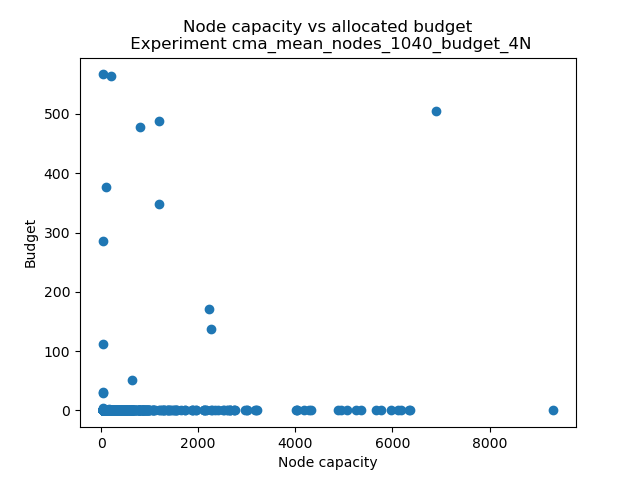 Node capacity vs allocated budget
Experiment cma_mean_nodes_1040_budget_4N
500
400
300
200
100
0
Budget
0 2000 4000 6000 8000
Node capacity